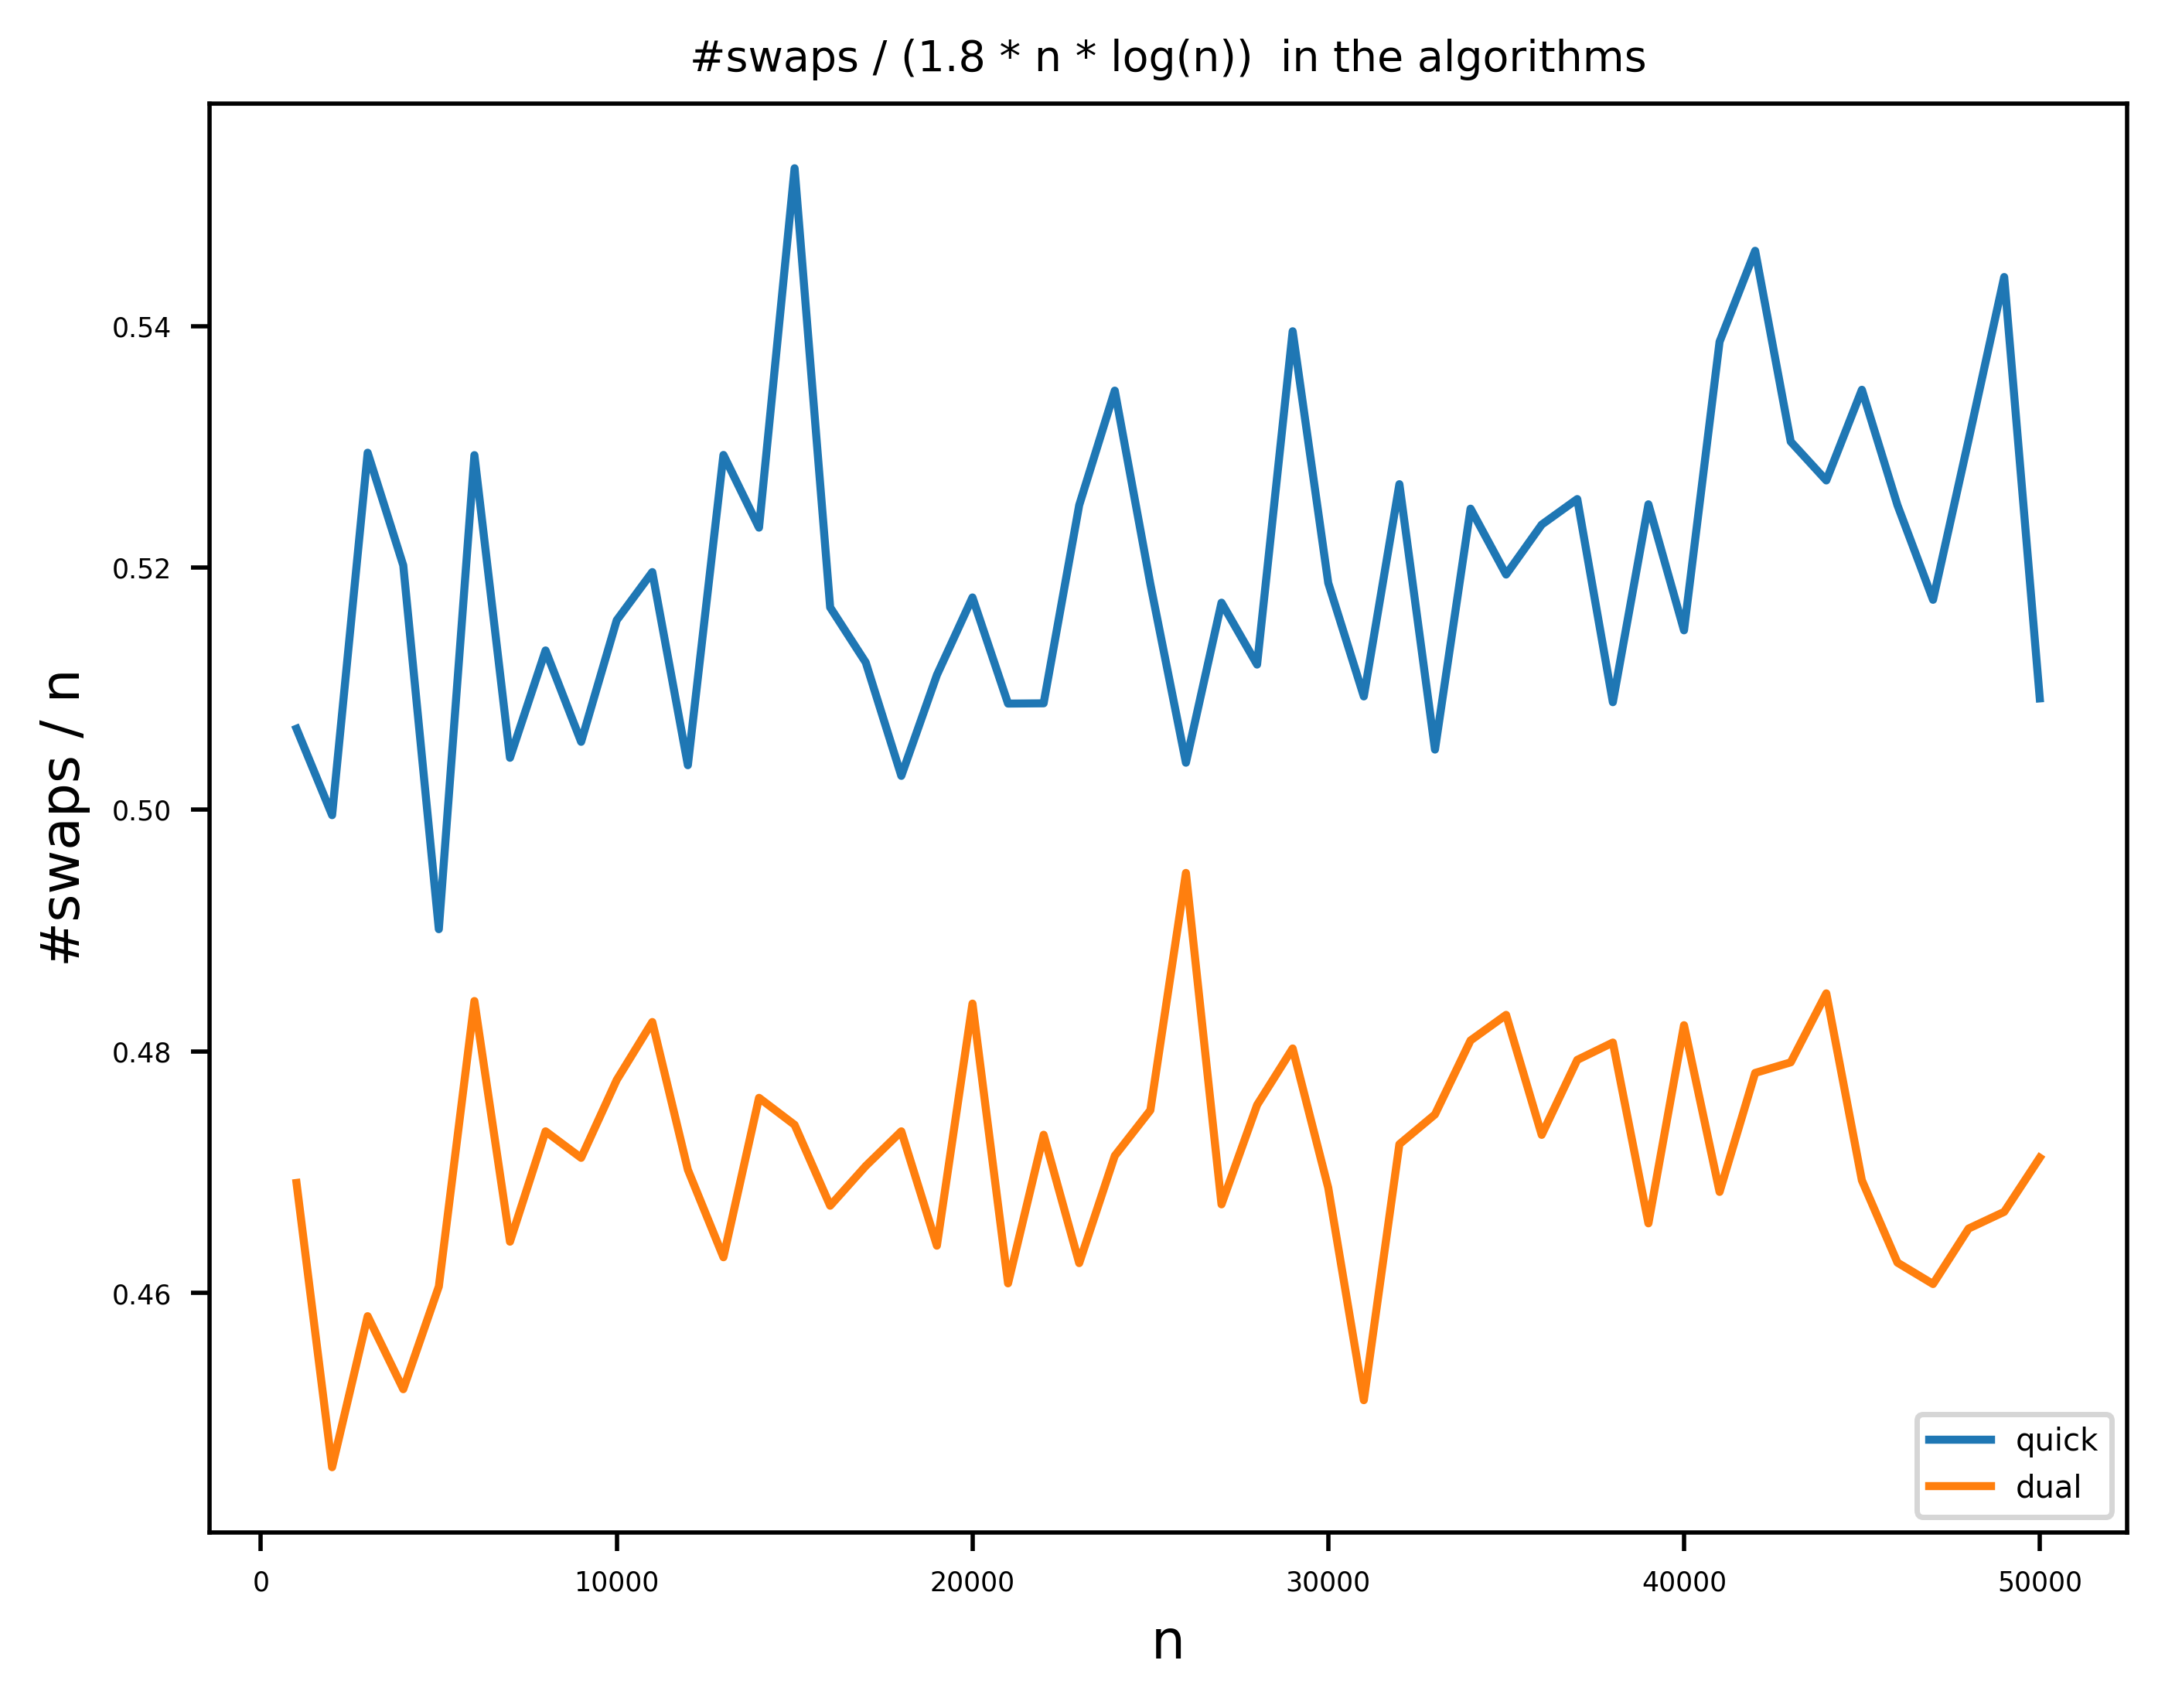 #swaps / (1.8 * n * log(n))  in the algorithms
#swaps / n
0.54
0.52
0.50
0.48
0.46
quick
dual
0 10000 20000 30000 40000 50000
n